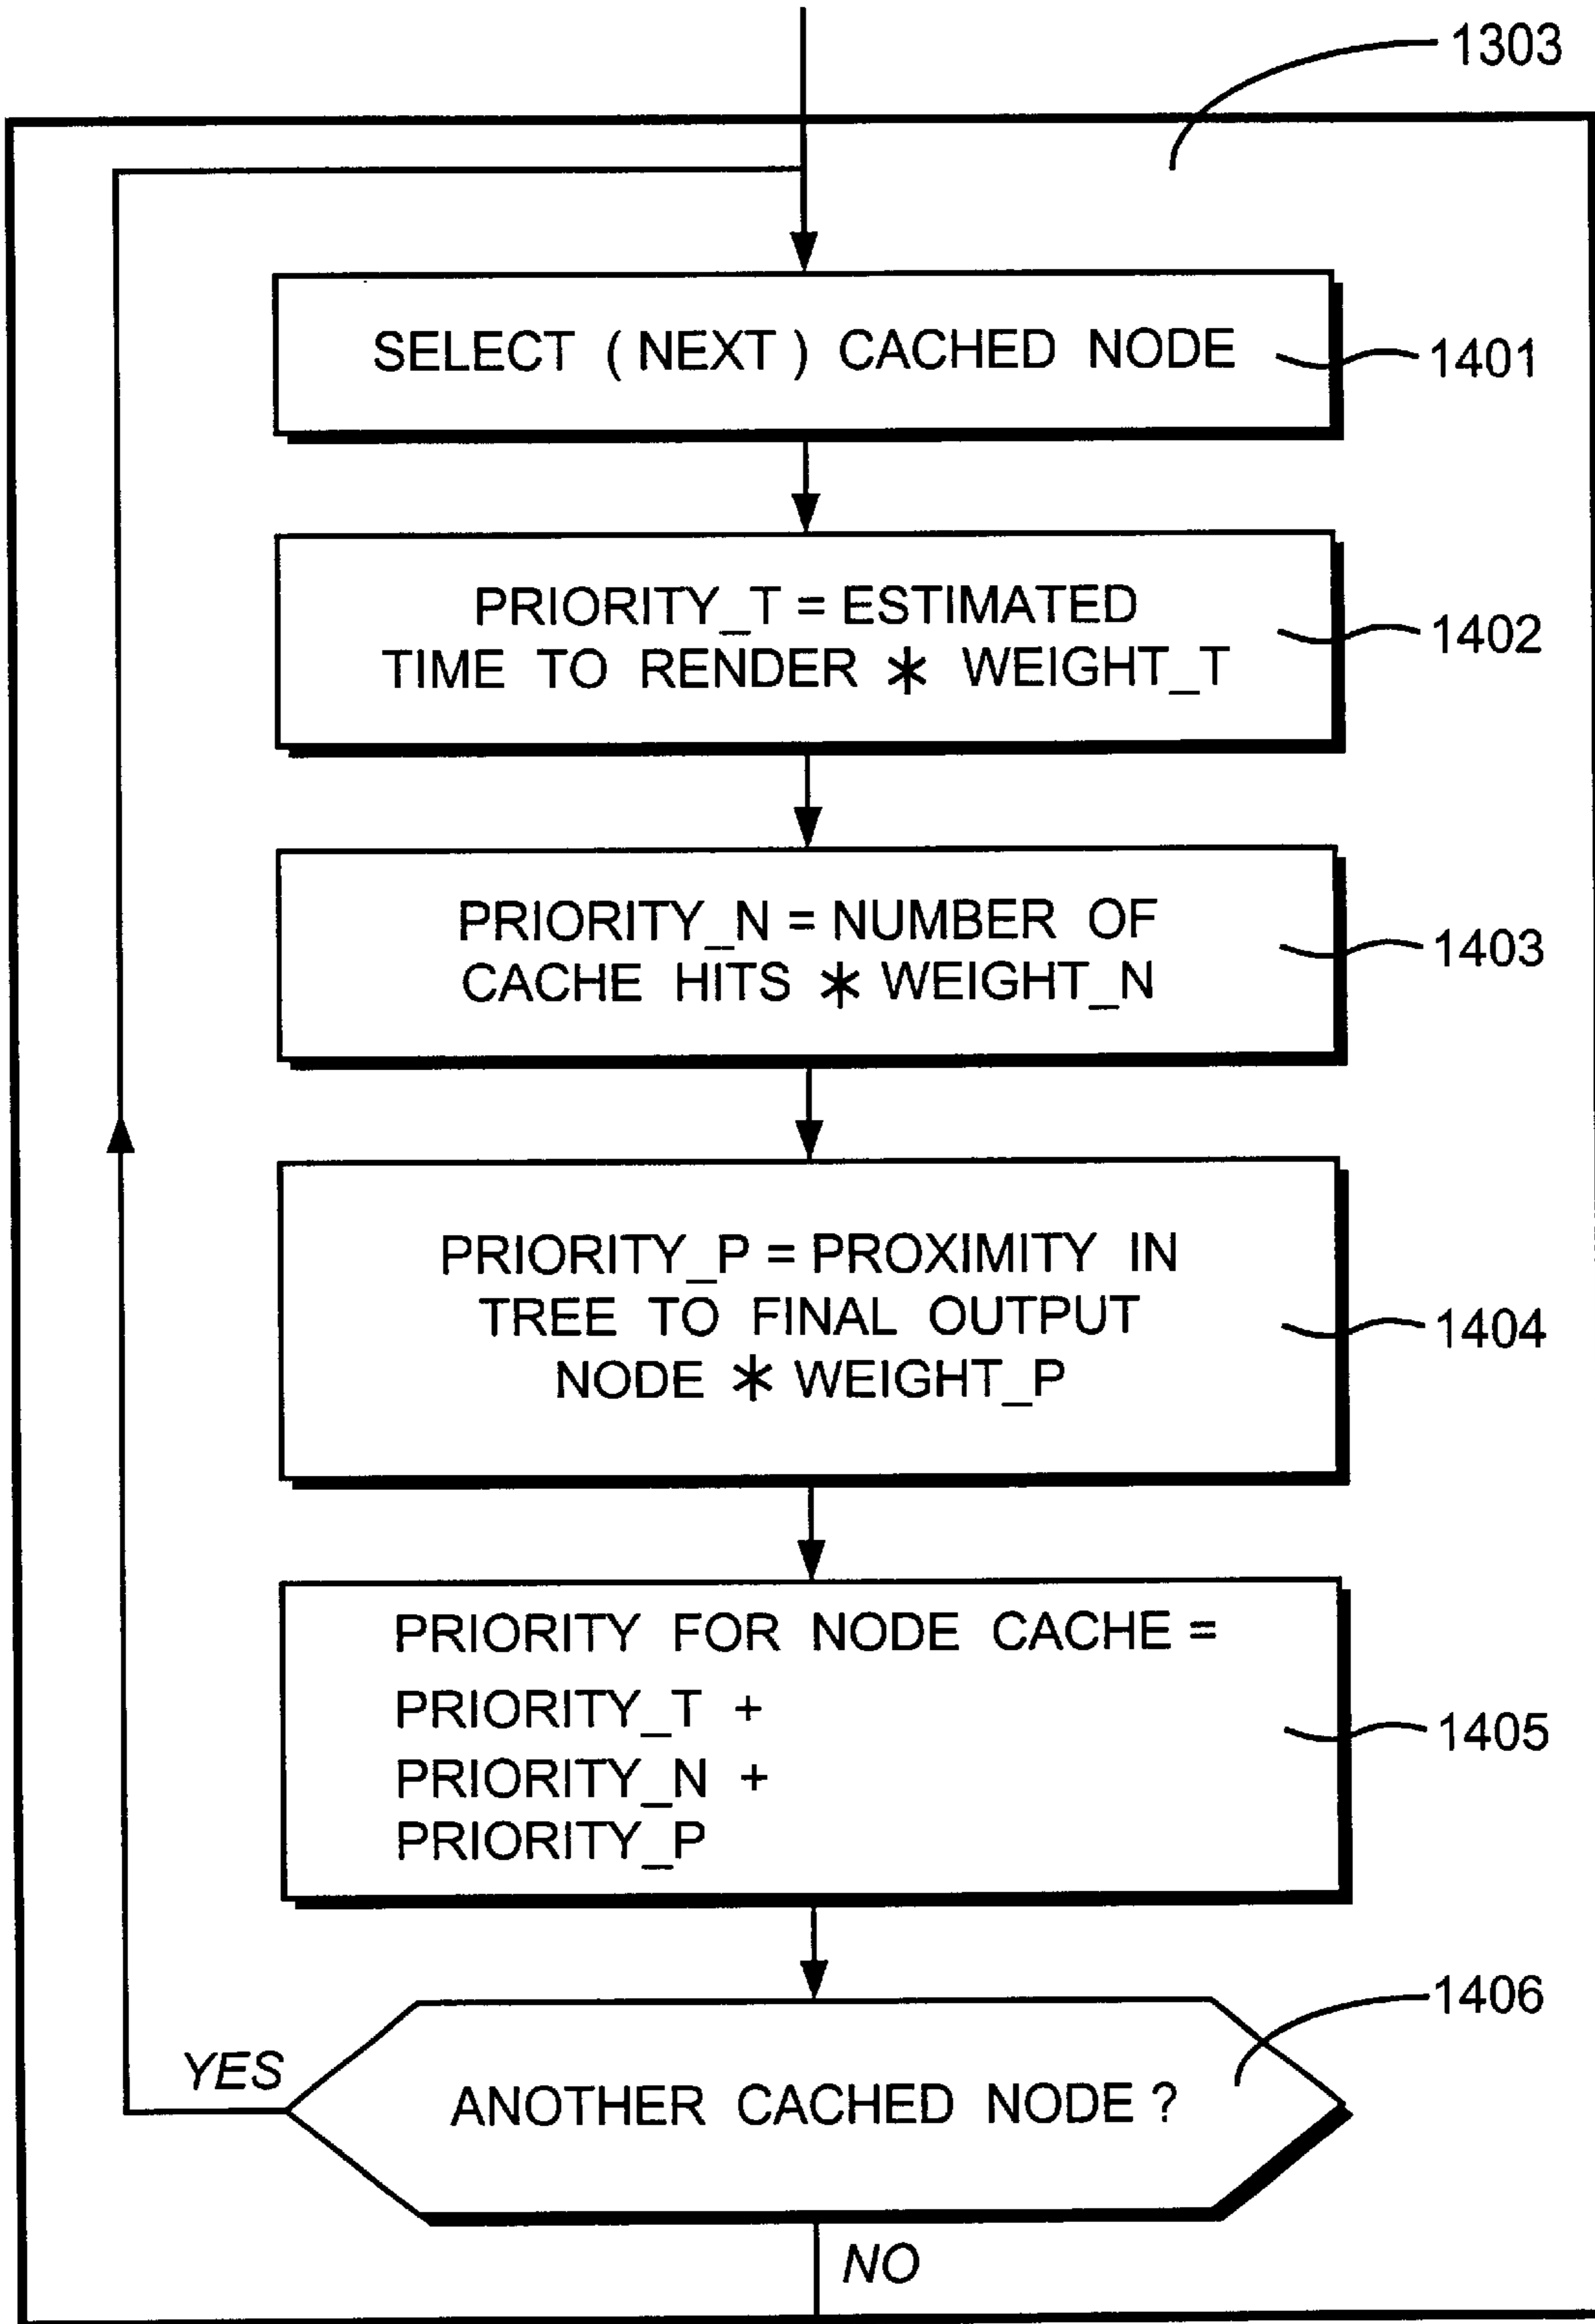 1303
SELECT ( NEXT ) CACHED NODE
1401
PRIORITY_T = ESTIMATED
TIME TO RENDER * WEIGHT_T
1402
PRIORITY_N = NUMBER OF
CACHE HITS * WEIGHT_N
1403
PRIORITY_P = PROXIMITY IN
TREE TO FINAL OUTPUT
NODE * WEIGHT_P
1404
PRIORITY FOR NODE CACHE =
PRIORITY_T +
PRIORITY_N +
PRIORITY_P
1405
1406
YES
ANOTHER CACHED NODE ?
NO